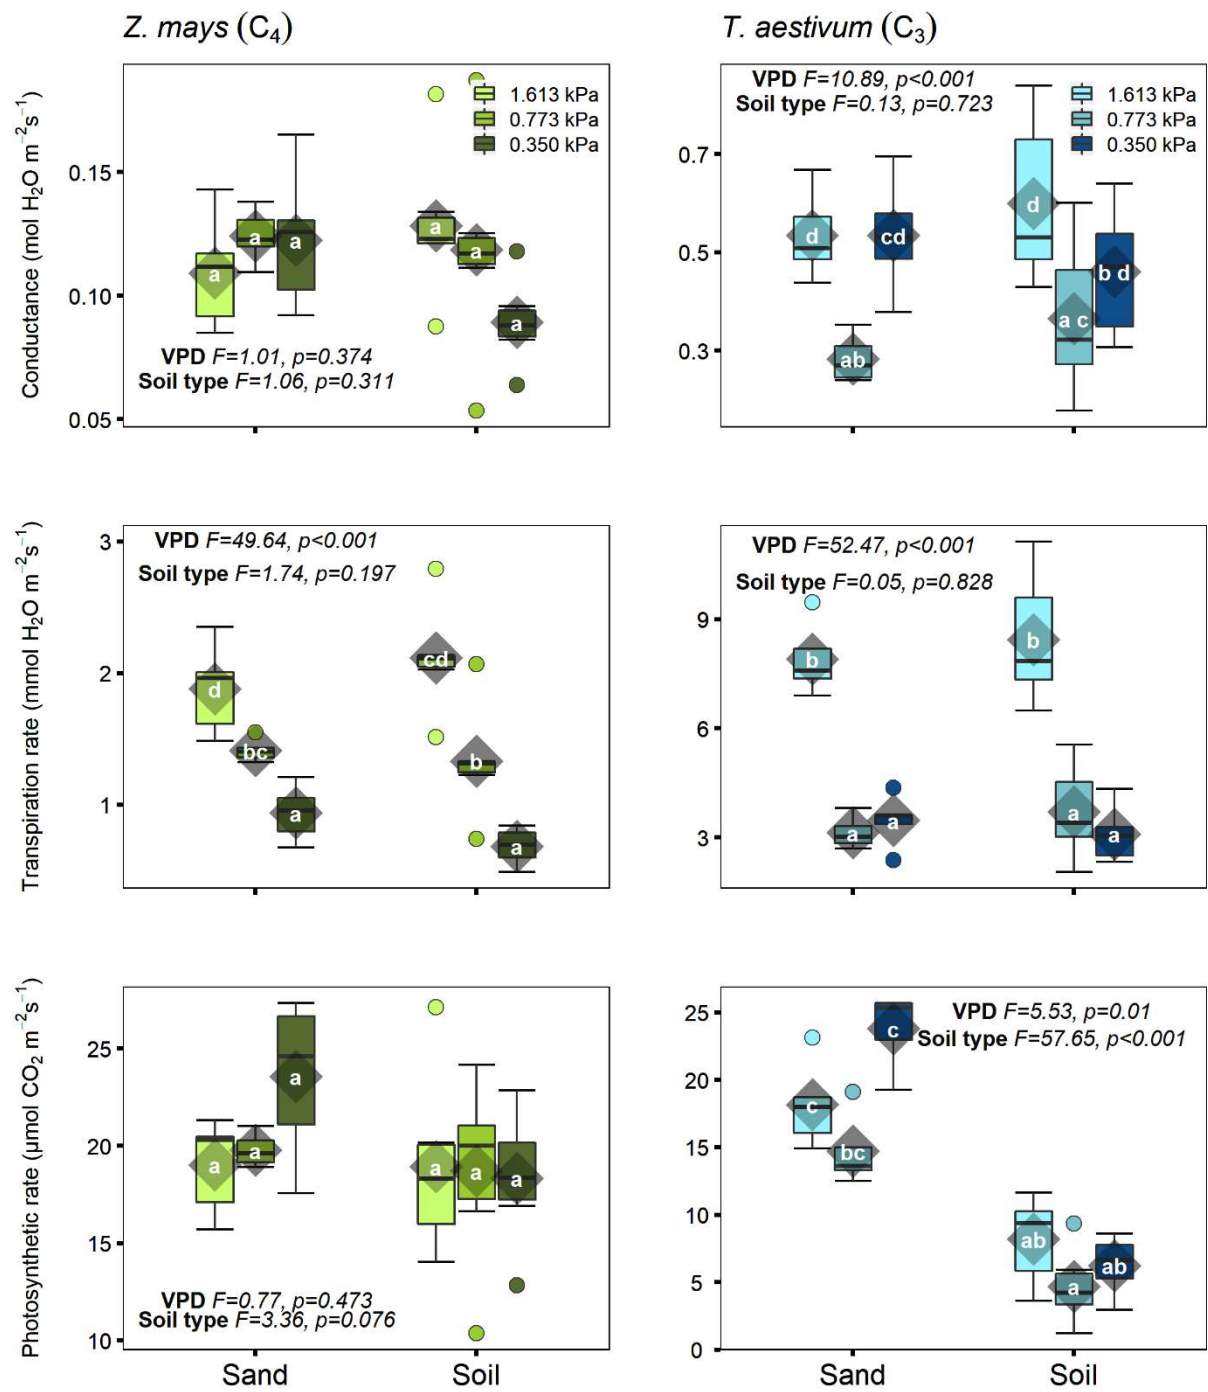 Z. mays (C₄)
T. aestivum (C₃)
Conductance (mol H₂O m⁻²s⁻¹)
0.15
0.10
0.05
1.613 kPa
0.773 kPa
0.350 kPa
a
a
a
a
a
a
VPD F=1.01, p=0.374
Soil type F=1.06, p=0.311
VPD F=10.89, p<0.001
Soil type F=0.13, p=0.723
1.613 kPa
0.773 kPa
0.350 kPa
0.7
0.5
0.3
d
ab
cd
d
a c
b d
Transpiration rate (mmol H₂O m⁻²s⁻¹)
3
2
1
VPD F=49.64, p<0.001
Soil type F=1.74, p=0.197
d
bc
a
cd
b
a
VPD F=52.47, p<0.001
Soil type F=0.05, p=0.828
9
6
3
b
a
a
b
a
a
Photosynthetic rate (µmol CO₂ m⁻²s⁻¹)
25
20
15
10
a
a
a
a
a
a
VPD F=0.77, p=0.473
Soil type F=3.36, p=0.076
Sand
Soil
25
20
15
10
5
0
VPD F=5.53, p=0.01
Soil type F=57.65, p<0.001
c
bc
c
ab
a
ab
Sand
Soil